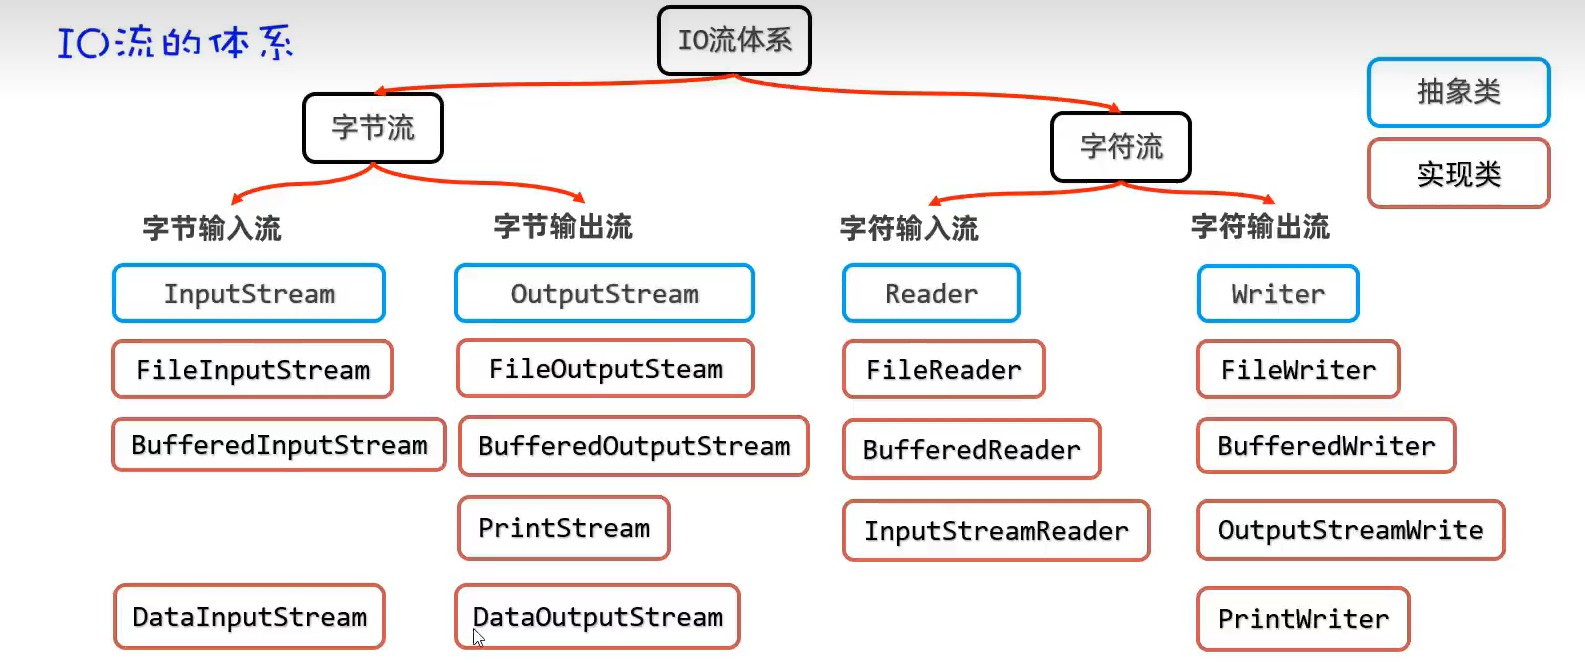 IO流的体系
IO流体系
抽象类
实现类
字节流
字符流
字节输入流
字节输出流
字符输入流
字符输出流
InputStream
OutputStream
Reader
Writer
FileInputStream
FileOutputSteam
FileReader
FileWriter
BufferedInputStream
BufferedOutputStream
BufferedReader
BufferedWriter
PrintStream
InputStreamReader
OutputStreamWrite
DataInputStream
DataOutputStream
PrintWriter